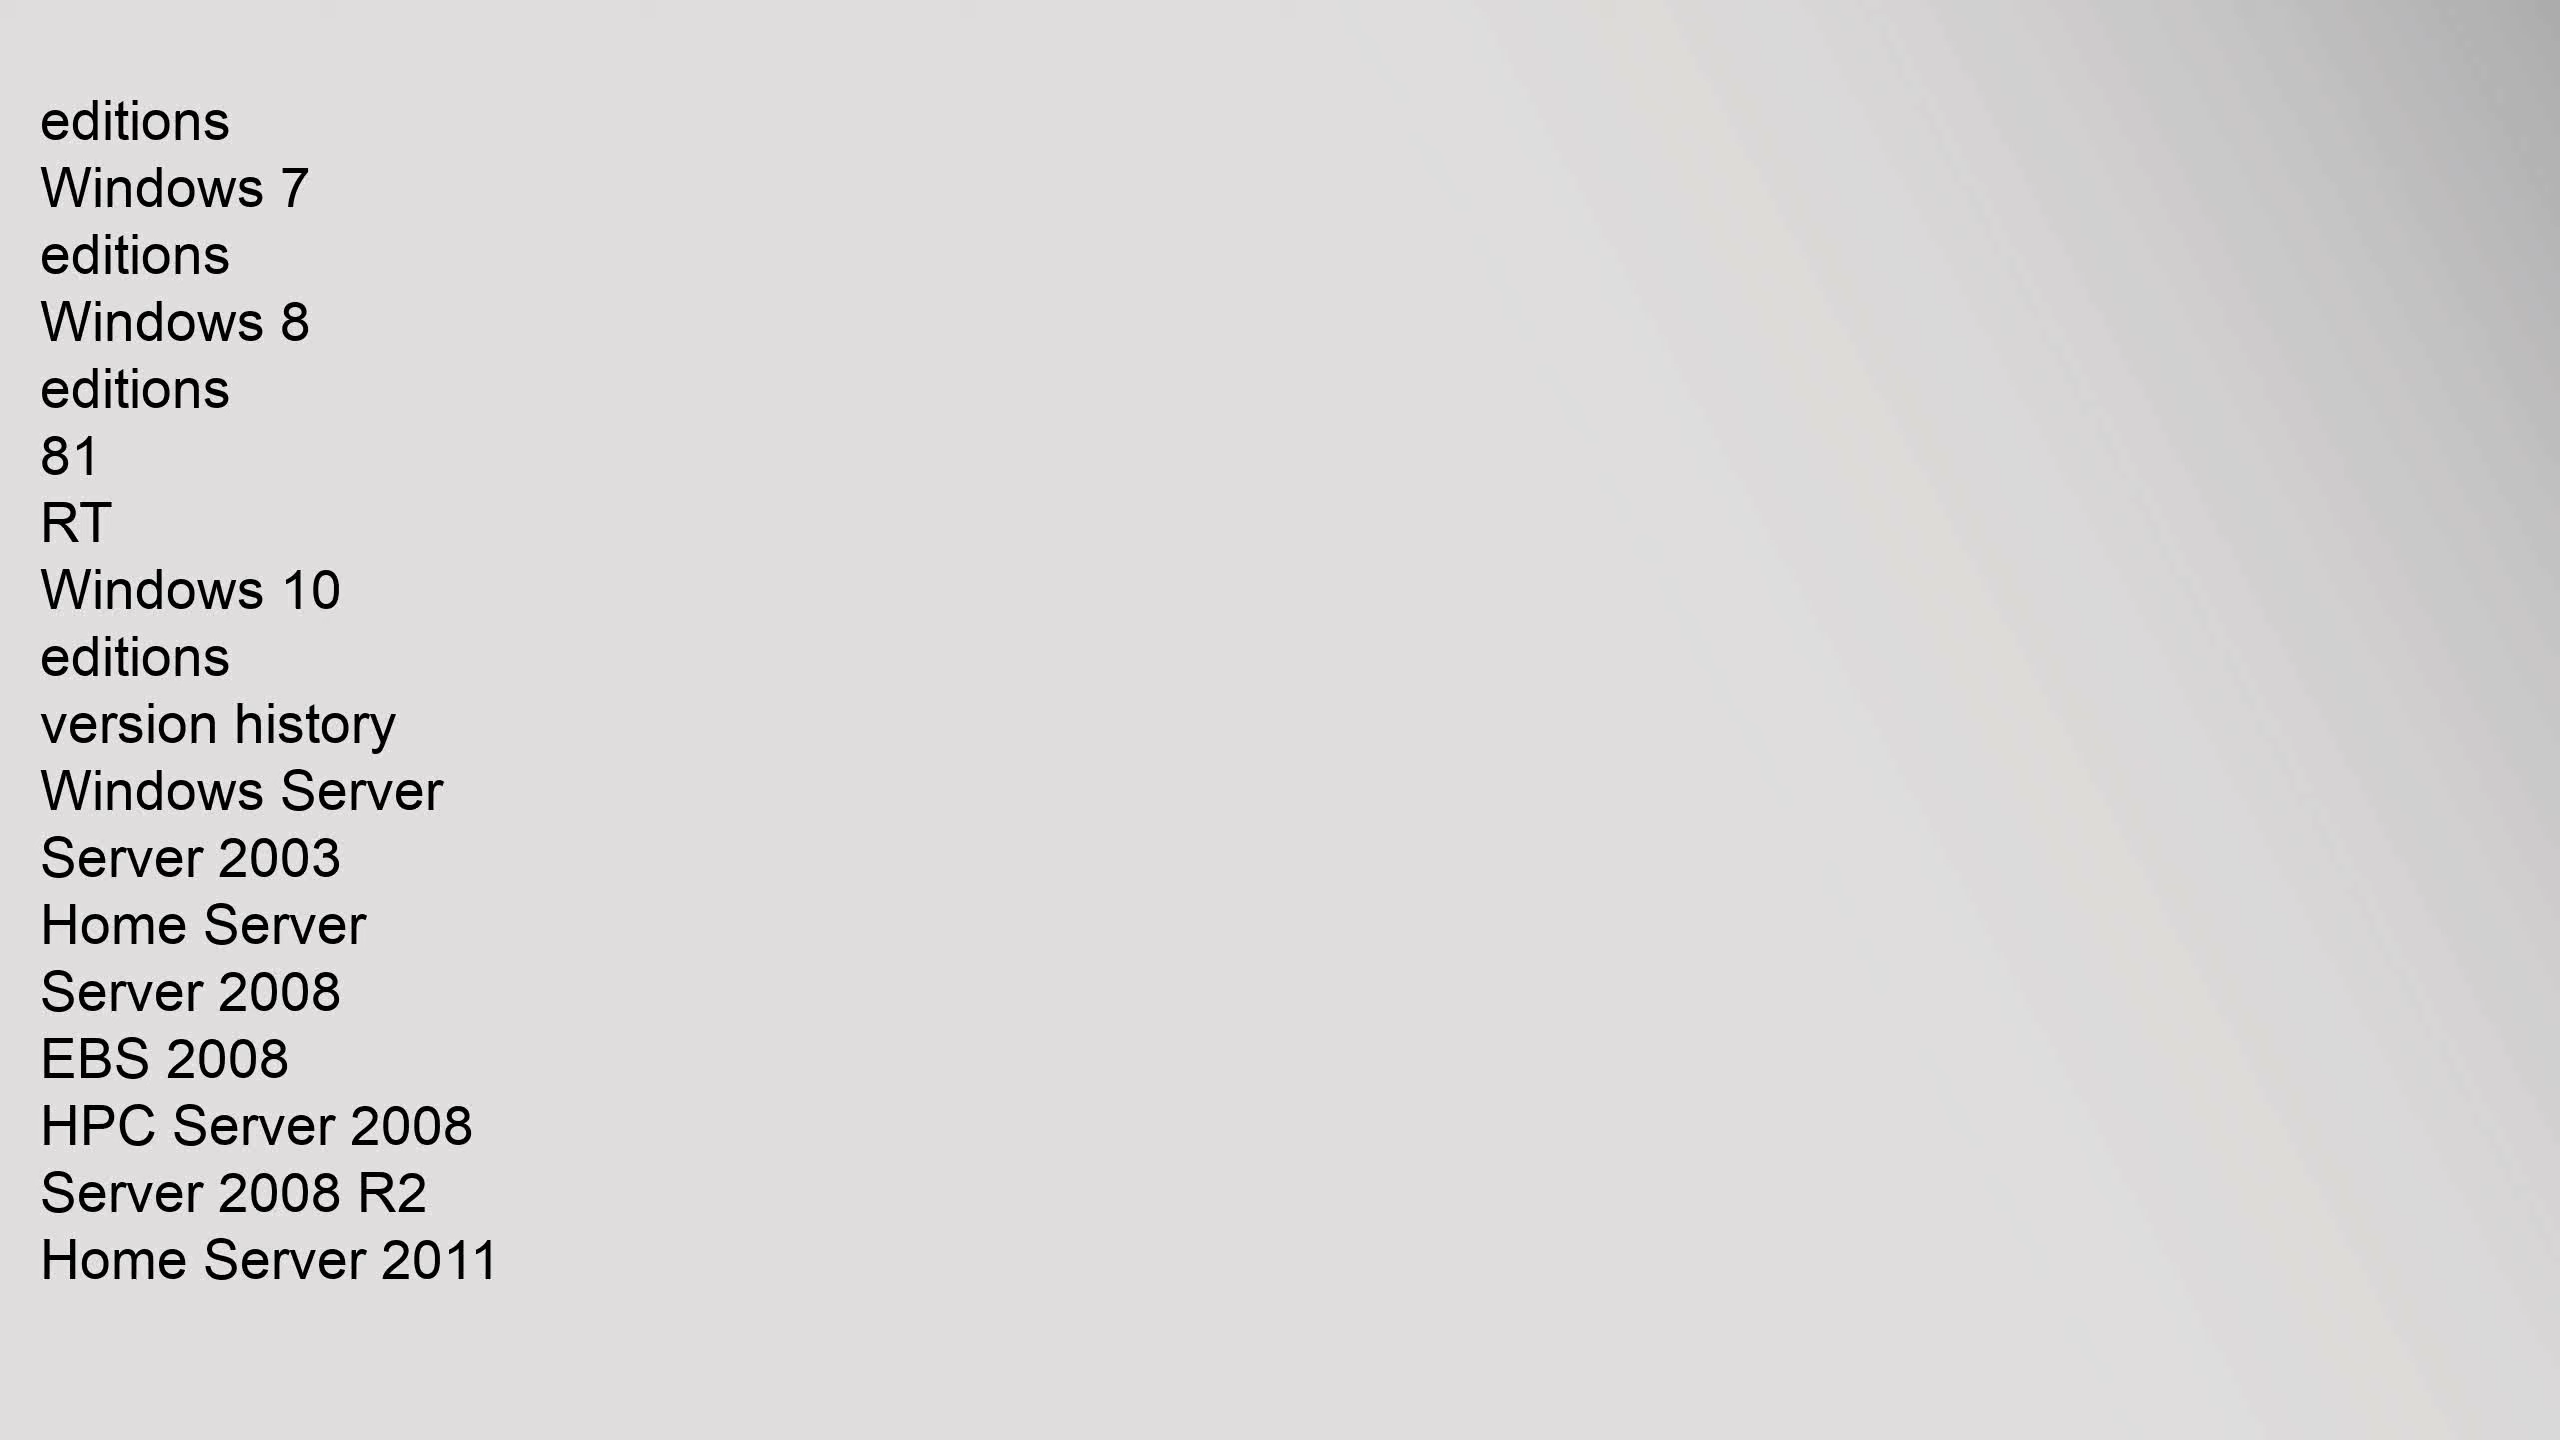 editions
Windows 7
editions
Windows 8
editions
81
RT
Windows 10
editions
version history
Windows Server
Server 2003
Home Server
Server 2008
EBS 2008
HPC Server 2008
Server 2008 R2
Home Server 2011